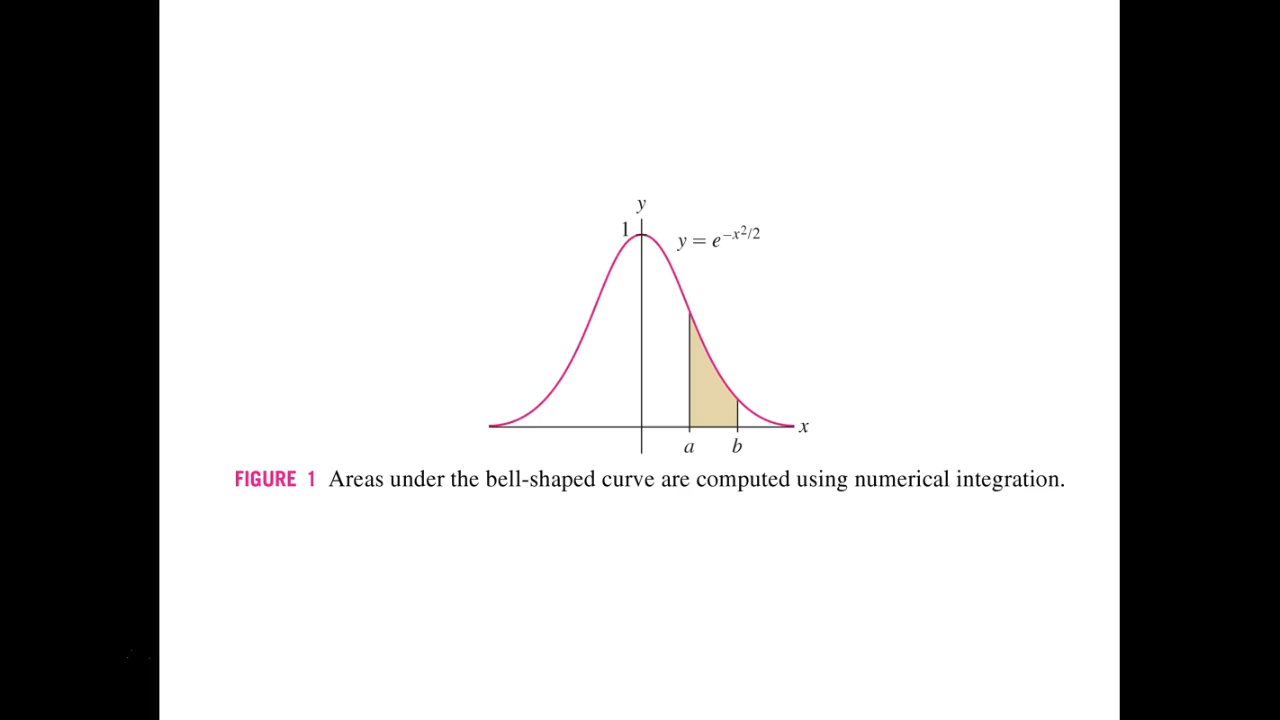 y
1
y = e^{-x^2/2}
x
a b
FIGURE 1 Areas under the bell-shaped curve are computed using numerical integration.